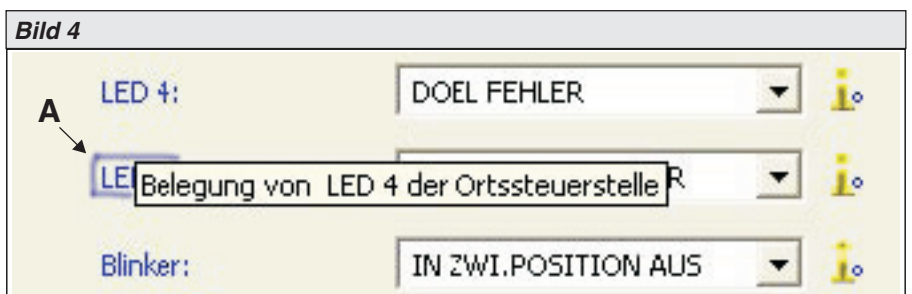 Bild 4
LED 4: DOEL FEHLER
A
LE Belegung von LED 4 der Ortssteuerstelle R
Blinker: IN ZWI.POSITION AUS